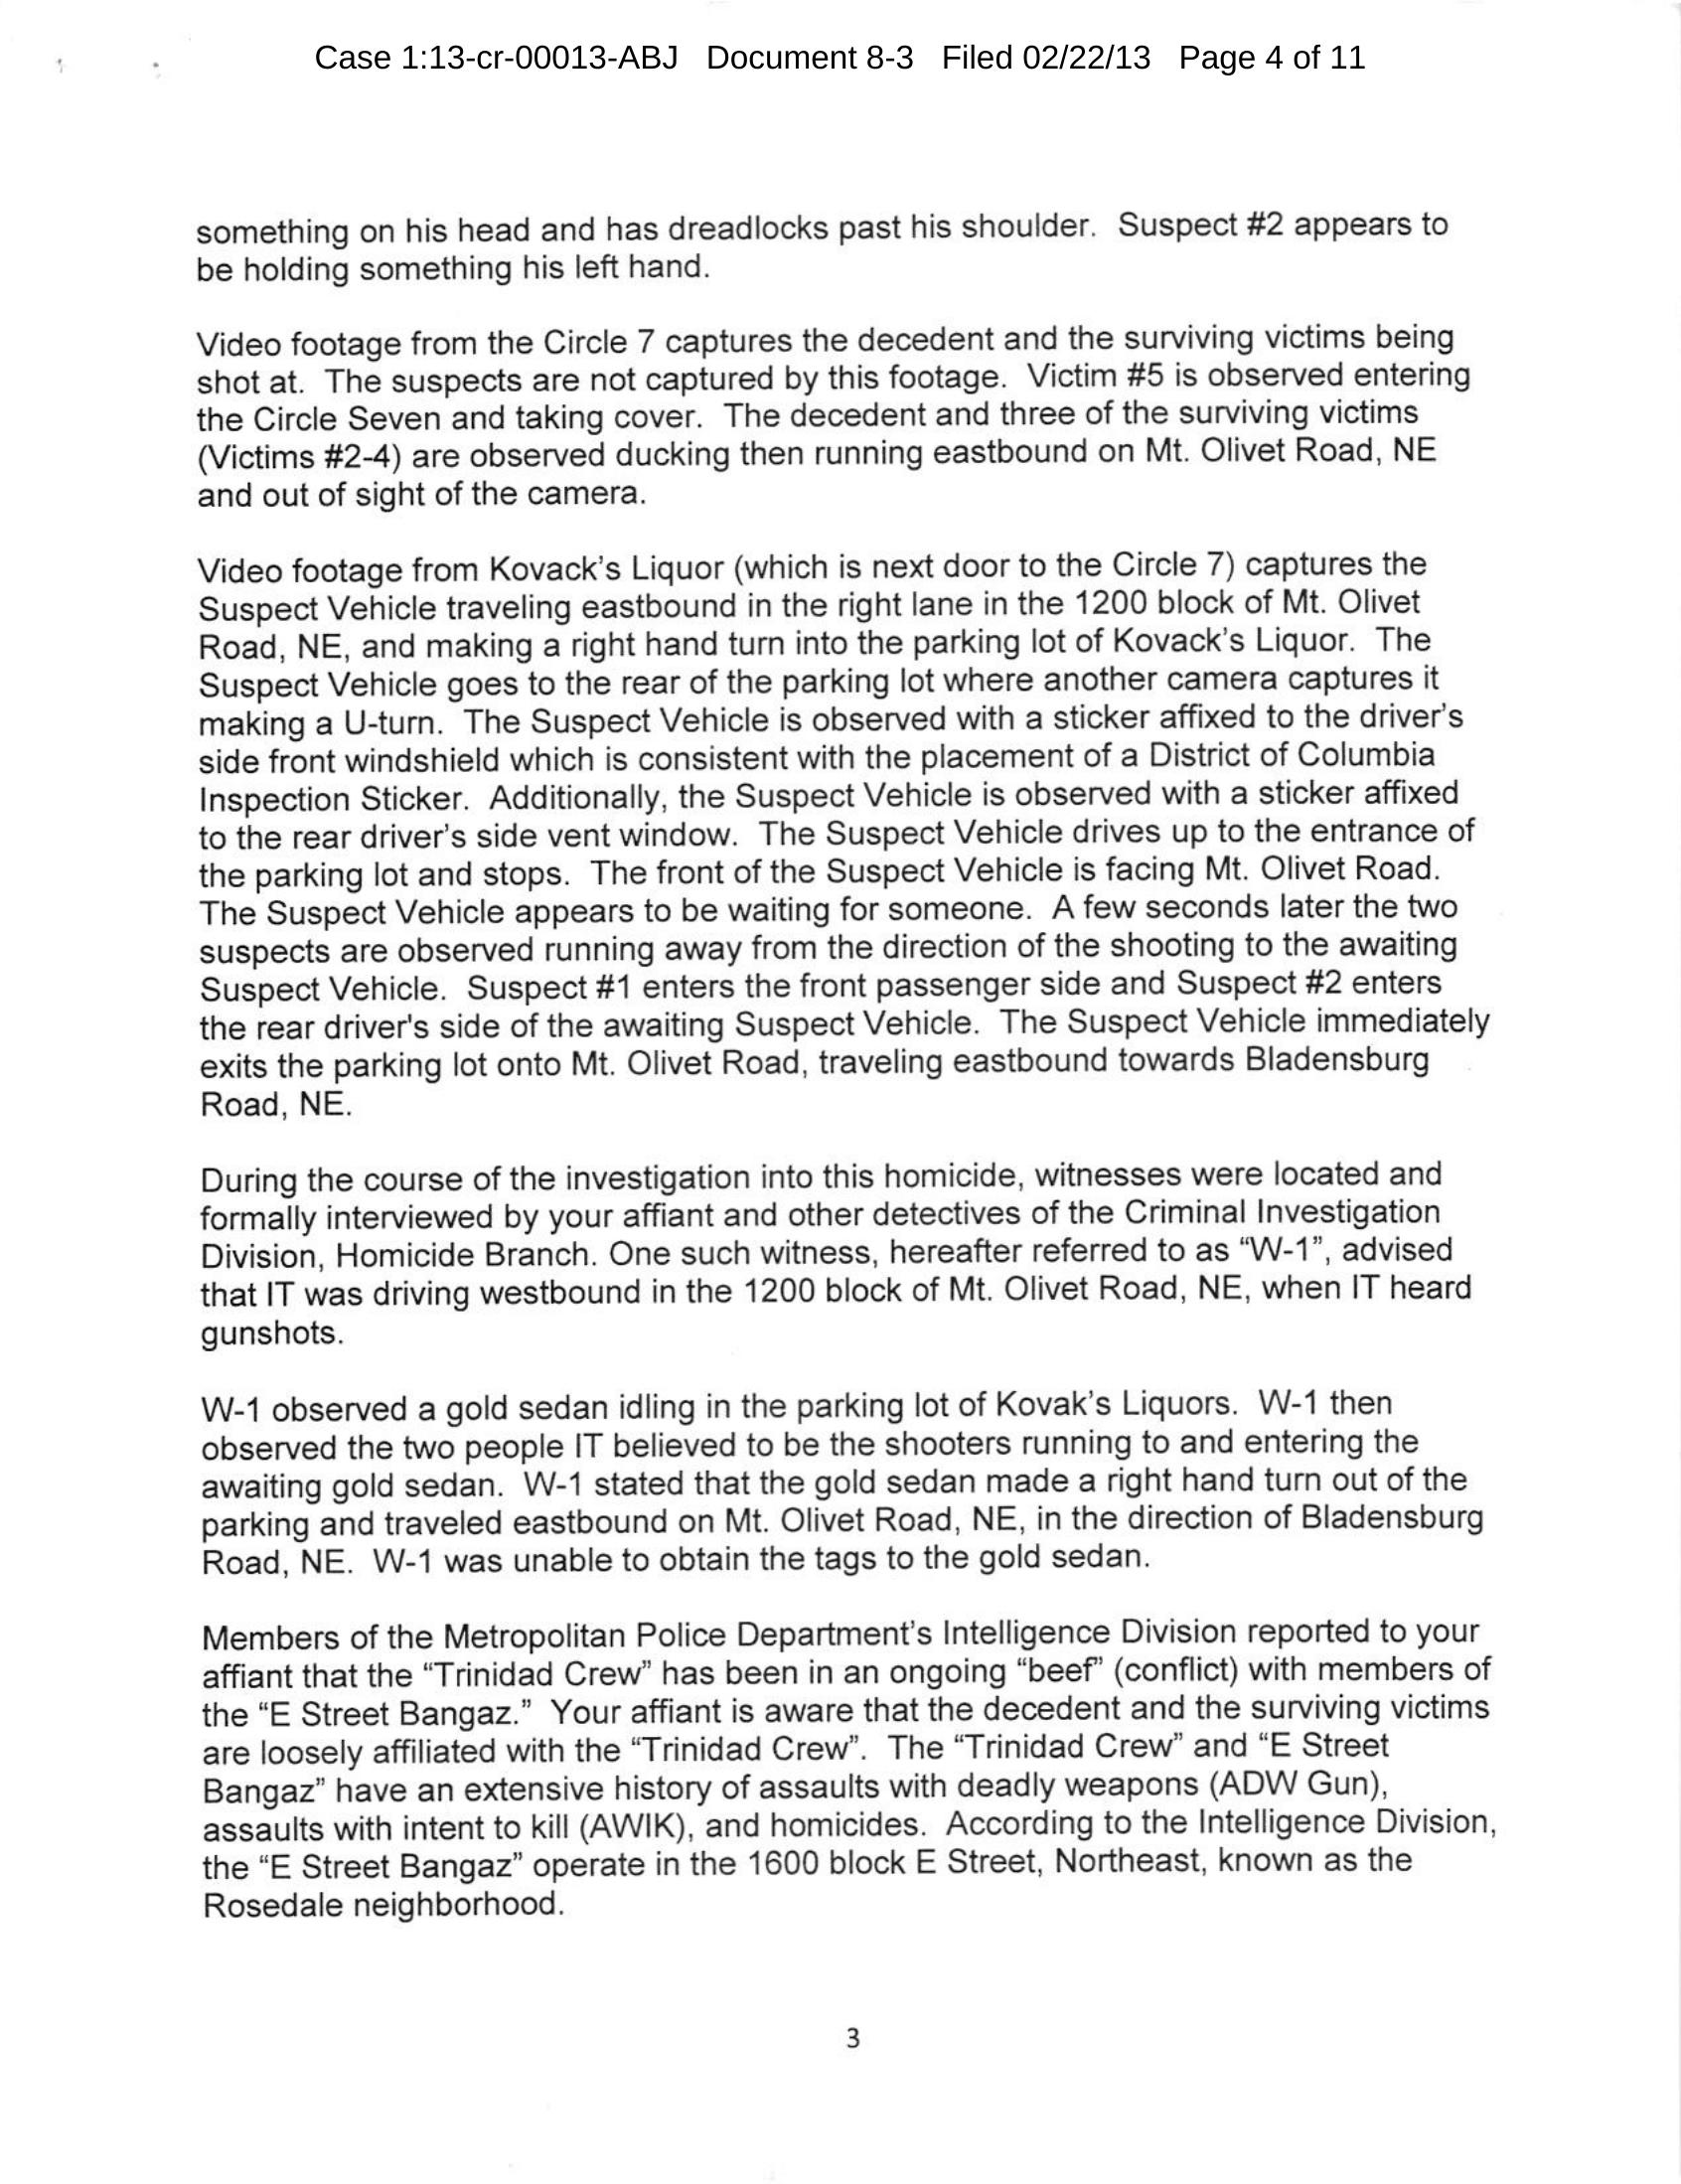 Case 1:13-cr-00013-ABJ Document 8-3 Filed 02/22/13 Page 4 of 11
something on his head and has dreadlocks past his shoulder. Suspect #2 appears to
be holding something his left hand.
Video footage from the Circle 7 captures the decedent and the surviving victims being
shot at. The suspects are not captured by this footage. Victim #5 is observed entering
the Circle Seven and taking cover. The decedent and three of the surviving victims
(Victims #2-4) are observed ducking then running eastbound on Mt. Olivet Road, NE
and out of sight of the camera.
Video footage from Kovack's Liquor (which is next door to the Circle 7) captures the
Suspect Vehicle traveling eastbound in the right lane in the 1200 block of Mt. Olivet
Road, NE, and making a right hand turn into the parking lot of Kovack's Liquor. The
Suspect Vehicle goes to the rear of the parking lot where another camera captures it
making a U-turn. The Suspect Vehicle is observed with a sticker affixed to the driver's
side front windshield which is consistent with the placement of a District of Columbia
Inspection Sticker. Additionally, the Suspect Vehicle is observed with a sticker affixed
to the rear driver's side vent window. The Suspect Vehicle drives up to the entrance of
the parking lot and stops. The front of the Suspect Vehicle is facing Mt. Olivet Road.
The Suspect Vehicle appears to be waiting for someone. A few seconds later the two
suspects are observed running away from the direction of the shooting to the awaiting
Suspect Vehicle. Suspect #1 enters the front passenger side and Suspect #2 enters
the rear driver's side of the awaiting Suspect Vehicle. The Suspect Vehicle immediately
exits the parking lot onto Mt. Olivet Road, traveling eastbound towards Bladensburg
Road, NE.
During the course of the investigation into this homicide, witnesses were located and
formally interviewed by your affiant and other detectives of the Criminal Investigation
Division, Homicide Branch. One such witness, hereafter referred to as “W-1”, advised
that IT was driving westbound in the 1200 block of Mt. Olivet Road, NE, when IT heard
gunshots.
W-1 observed a gold sedan idling in the parking lot of Kovak's Liquors. W-1 then
observed the two people IT believed to be the shooters running to and entering the
awaiting gold sedan. W-1 stated that the gold sedan made a right hand turn out of the
parking and traveled eastbound on Mt. Olivet Road, NE, in the direction of Bladensburg
Road, NE. W-1 was unable to obtain the tags to the gold sedan.
Members of the Metropolitan Police Department's Intelligence Division reported to your
affiant that the “Trinidad Crew” has been in an ongoing “beef” (conflict) with members of
the “E Street Bangaz.” Your affiant is aware that the decedent and the surviving victims
are loosely affiliated with the “Trinidad Crew”. The “Trinidad Crew” and “E Street
Bangaz” have an extensive history of assaults with deadly weapons (ADW Gun),
assaults with intent to kill (AWIK), and homicides. According to the Intelligence Division,
the “E Street Bangaz” operate in the 1600 block E Street, Northeast, known as the
Rosedale neighborhood.
3